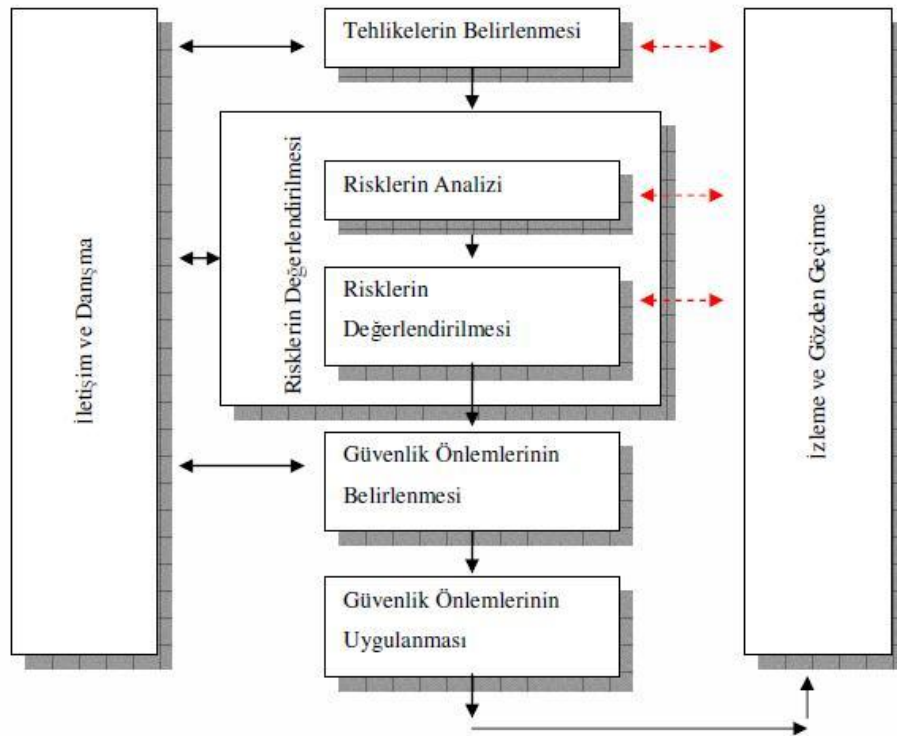 Tehlikelerin Belirlenmesi
Risklerin Değerlendirilmesi
Risklerin Analizi
Risklerin
Değerlendirilmesi
İletişim ve Danışma
İzleme ve Gözden Geçirme
Güvenlik Önlemlerinin
Belirlenmesi
Güvenlik Önlemlerinin
Uygulanması